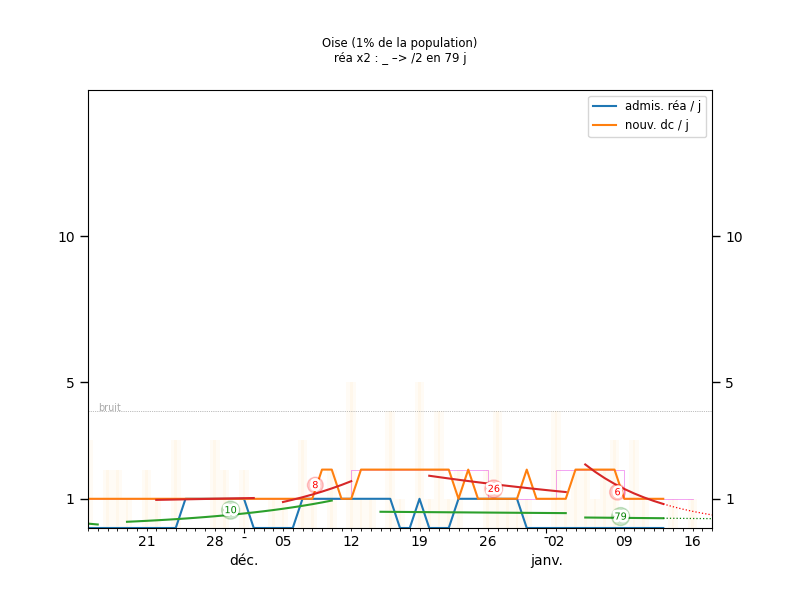 Oise (1% de la population)
réa x2 : _ –> /2 en 79 j
admis. réa / j
nouv. dc / j
10 10
5 5
bruit
8 26 6
1 1
10 79
21 28 - 05 12 19 26 -02 09 16
déc. janv.